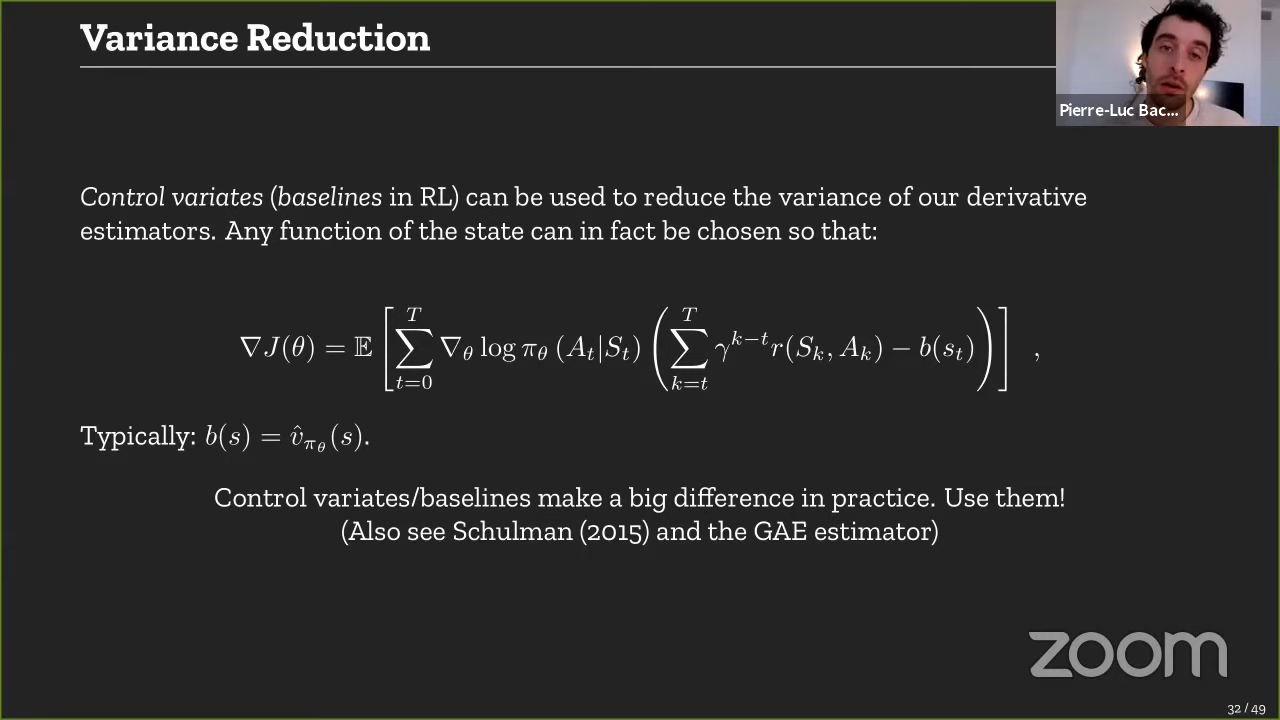 Variance Reduction
Pierre-Luc Bac...
Control variates (baselines in RL) can be used to reduce the variance of our derivative
estimators. Any function of the state can in fact be chosen so that:
∇J(θ) = 𝔼 [ ∑_{t=0}^{T} ∇_θ log π_θ (A_t|S_t) ( ∑_{k=t}^{T} γ^{k−t} r(S_k, A_k) − b(s_t) ) ] ,
Typically: b(s) = v̂_{π_θ}(s).
Control variates/baselines make a big difference in practice. Use them!
(Also see Schulman (2015) and the GAE estimator)
zoom
32 / 49